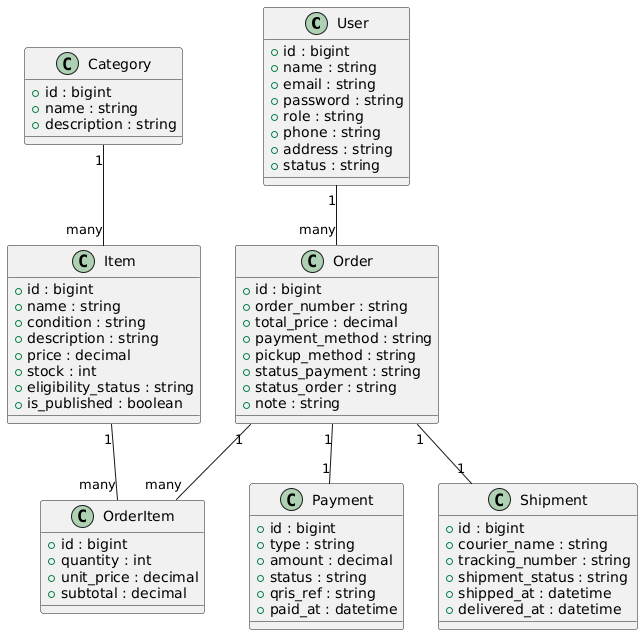 C User
id : bigint
name : string
email : string
password : string
role : string
phone : string
address : string
status : string
C Category
id : bigint
name : string
description : string
1
many
1
many
C Item
id : bigint
name : string
condition : string
description : string
price : decimal
stock : int
eligibility_status : string
is_published : boolean
C Order
id : bigint
order_number : string
total_price : decimal
payment_method : string
pickup_method : string
status_payment : string
status_order : string
note : string
1
many
1
many
1
1
1
1
C OrderItem
id : bigint
quantity : int
unit_price : decimal
subtotal : decimal
C Payment
id : bigint
type : string
amount : decimal
status : string
qris_ref : string
paid_at : datetime
C Shipment
id : bigint
courier_name : string
tracking_number : string
shipment_status : string
shipped_at : datetime
delivered_at : datetime